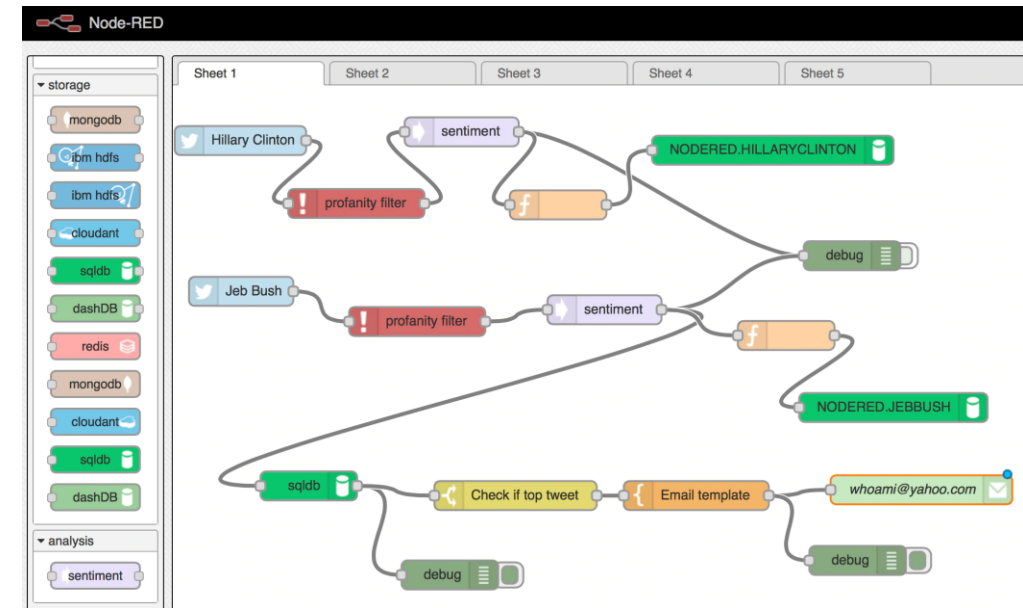 Node-RED
Sheet 1
Sheet 2
Sheet 3
Sheet 4
Sheet 5
storage
mongodb
ibm hdfs
ibm hdfs
cloudant
sqldb
dashDB
redis
mongodb
cloudant
sqldb
dashDB
analysis
sentiment
Hillary Clinton
sentiment
NODERED.HILLARYCLINTON
profanity filter
f
debug
Jeb Bush
sentiment
profanity filter
f
NODERED.JEBBUSH
sqldb
Check if top tweet
Email template
whoami@yahoo.com
debug
debug